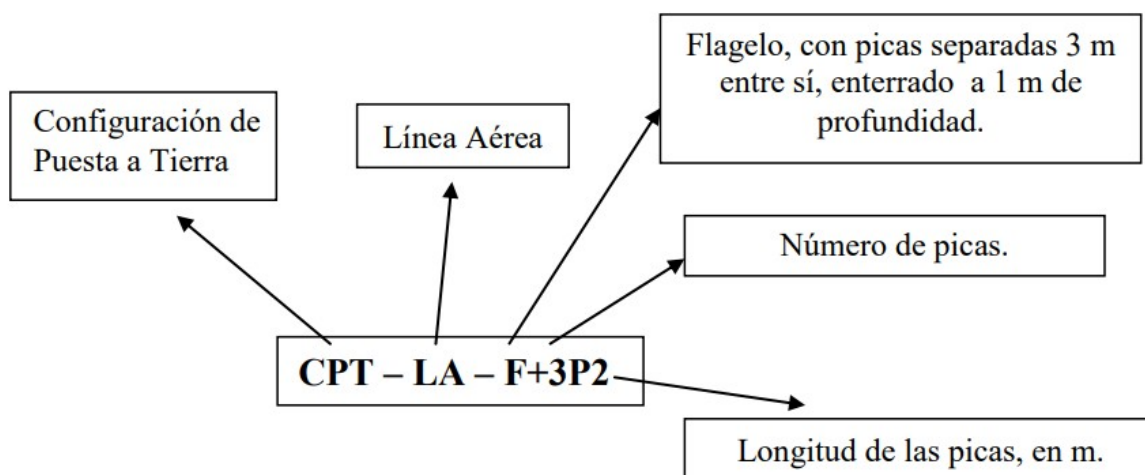 Flagelo, con picas separadas 3 m
entre sí, enterrado a 1 m de
profundidad.
Configuración de
Puesta a Tierra
Línea Aérea
Número de picas.
CPT – LA – F+3P2
Longitud de las picas, en m.